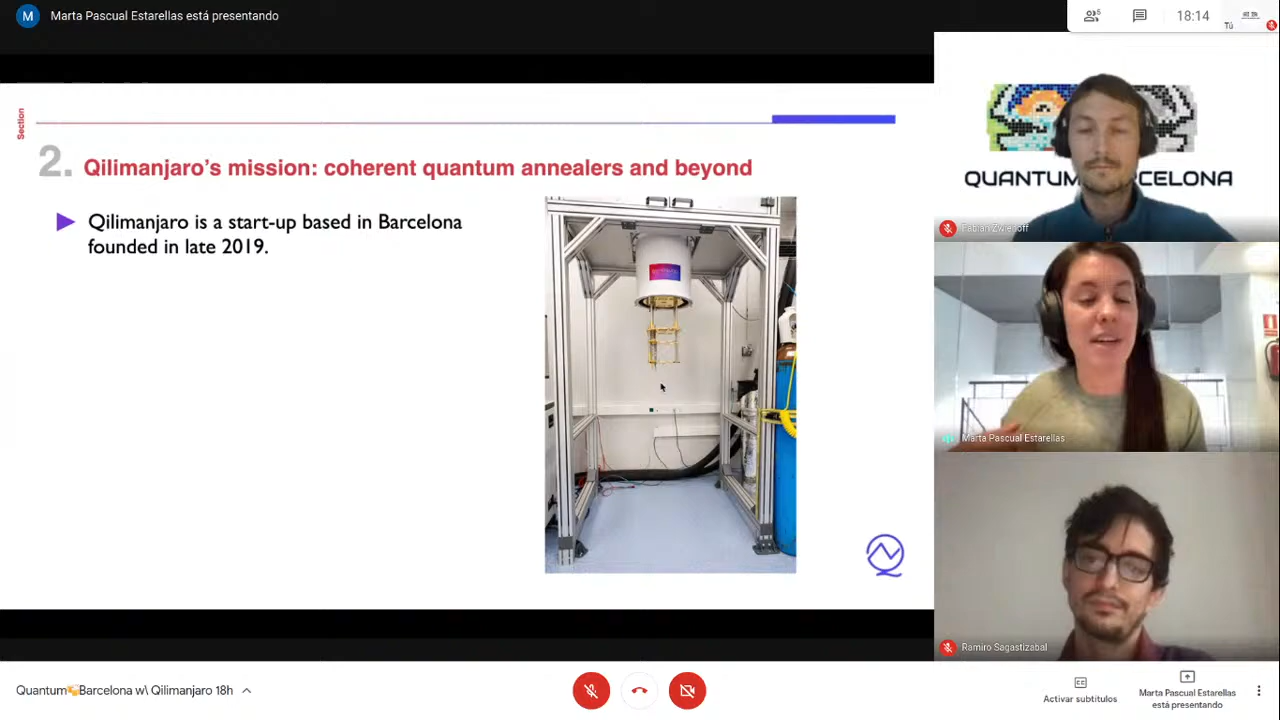 M
Marta Pascual Estarellas está presentando
6
18:14
Tú
Section
2. Qilimanjaro's mission: coherent quantum annealers and beyond
Qilimanjaro is a start-up based in Barcelona
founded in late 2019.
Marta Pascual Estarellas
Ramiro Sagastizabal
Quantum Barcelona w\ Qilimanjaro 18h
CC
Activar subtítulos
Marta Pascual Estarellas
está presentando